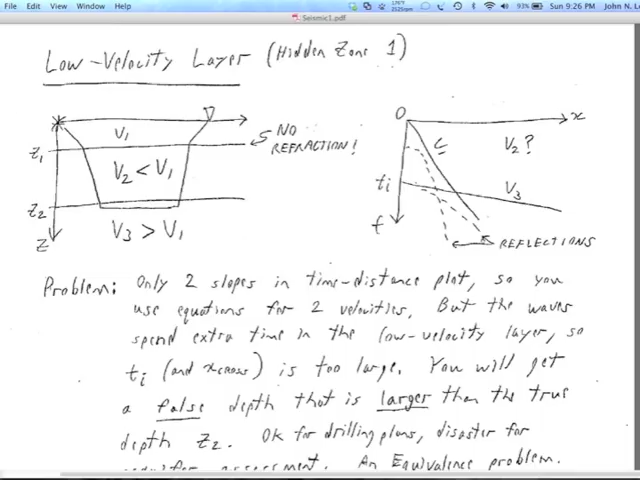 File Edit View Window Help
93% Sun 9:26 PM John N. Lo
Seismic1.pdf
Low-Velocity Layer (Hidden Zone 1)
V1
Z1
V2 < V1
Z2
V3 > V1
Z
NO
REFRACTION!
0
x
V2?
ti
V3
t
REFLECTIONS
Problem: Only 2 slopes in time-distance plot, so you
use equations for 2 velocities. But the waves
spend extra time in the low-velocity layer, so
ti (and xcross) is too large. You will get
a false depth that is larger than the true
depth Z2. OK for drilling plans, disaster for
aquifer assessment. An Equivalence problem.